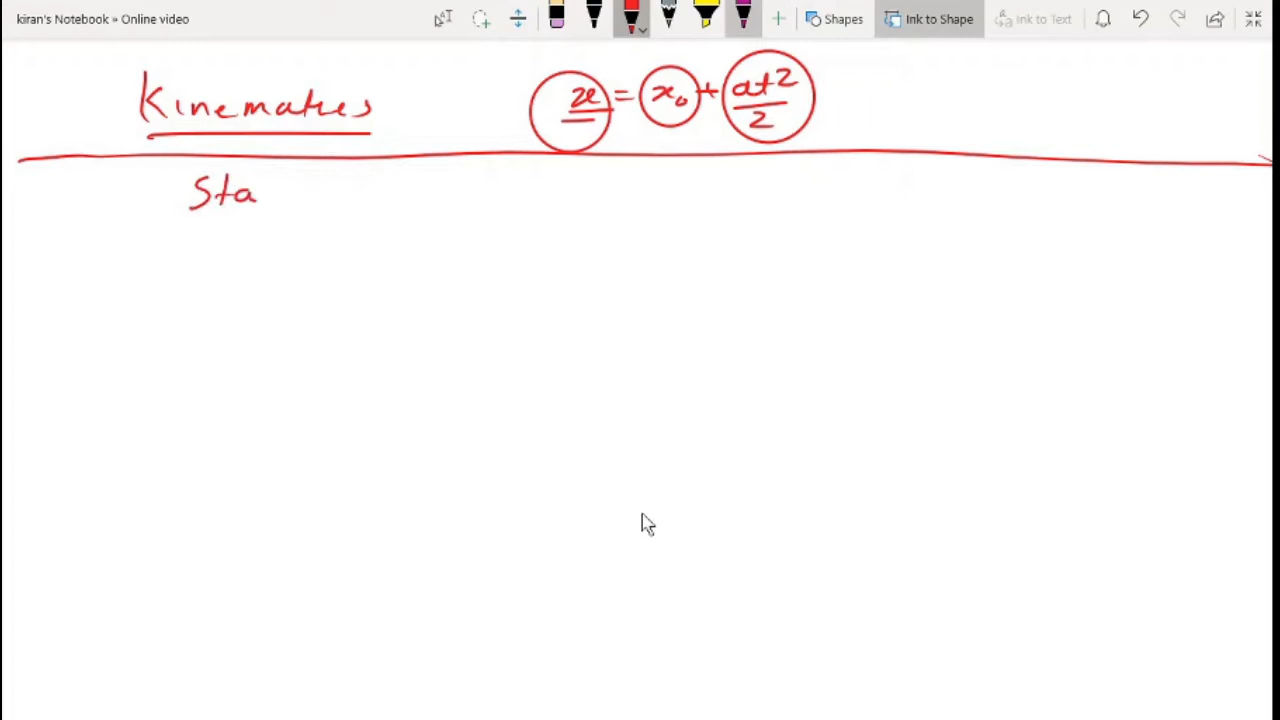 kiran's Notebook » Online video
Shapes
Ink to Shape
Ink to Text
Kinematics x = x₀ + at²/2
Sta